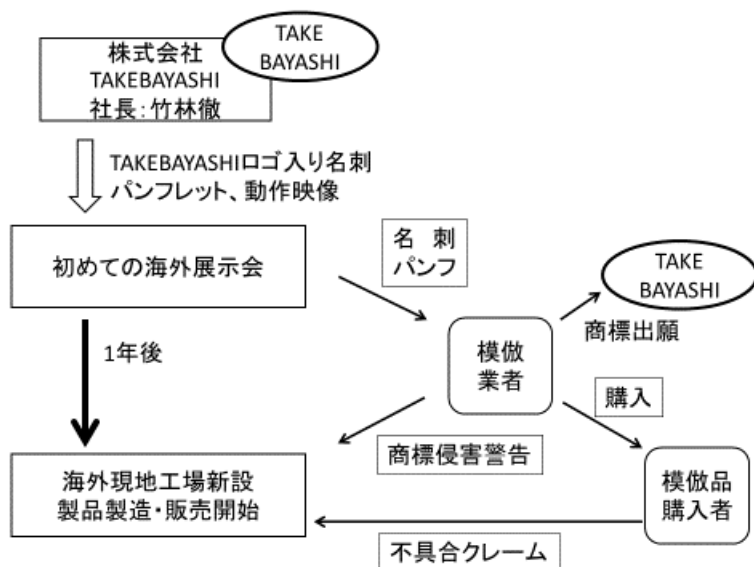 株式会社
TAKEBAYASHI
社長：竹林徹
TAKE
BAYASHI
TAKEBAYASHIロゴ入り名刺
パンフレット、動作映像
初めての海外展示会
名　刺
パンフ
TAKE
BAYASHI
商標出願
1年後
模倣
業者
購入
商標侵害警告
海外現地工場新設
製品製造・販売開始
模倣品
購入者
不具合クレーム